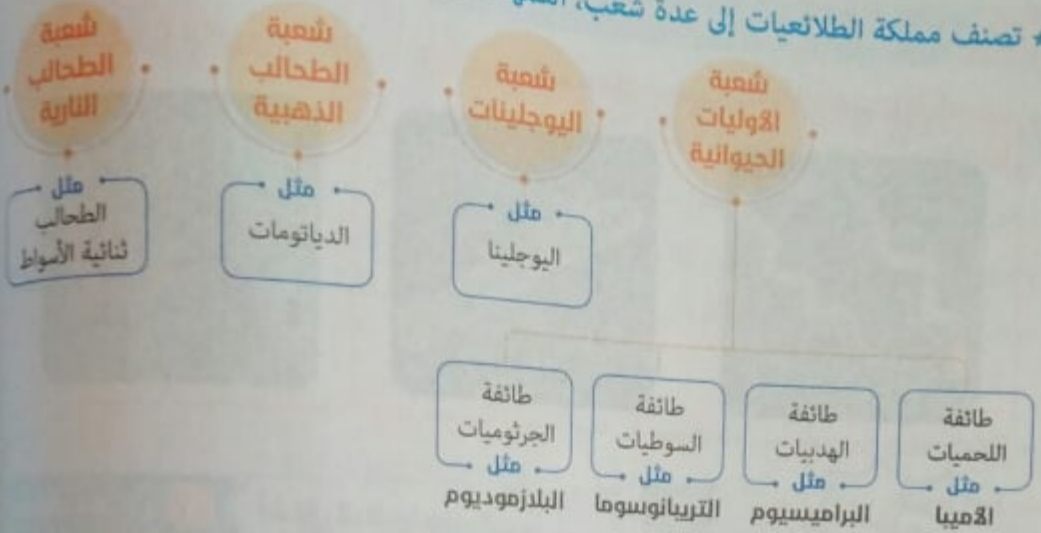 * تصنف مملكة الطلائعيات إلى عدة شعب،
شعبة
الأوليات
الحيوانية
شعبة
اليوجلينات
شعبة
الطحالب
الذهبية
شعبة
الطحالب
النارية
مثل
اليوجلينا
مثل
الدياتومات
مثل
الطحالب
ثنائية الأسواط
طائفة
اللحميات
مثل
الأميبا
طائفة
الهدبيات
مثل
البراميسيوم
طائفة
السوطيات
مثل
التريبانوسوما
طائفة
الجرثوميات
مثل
البلازموديوم